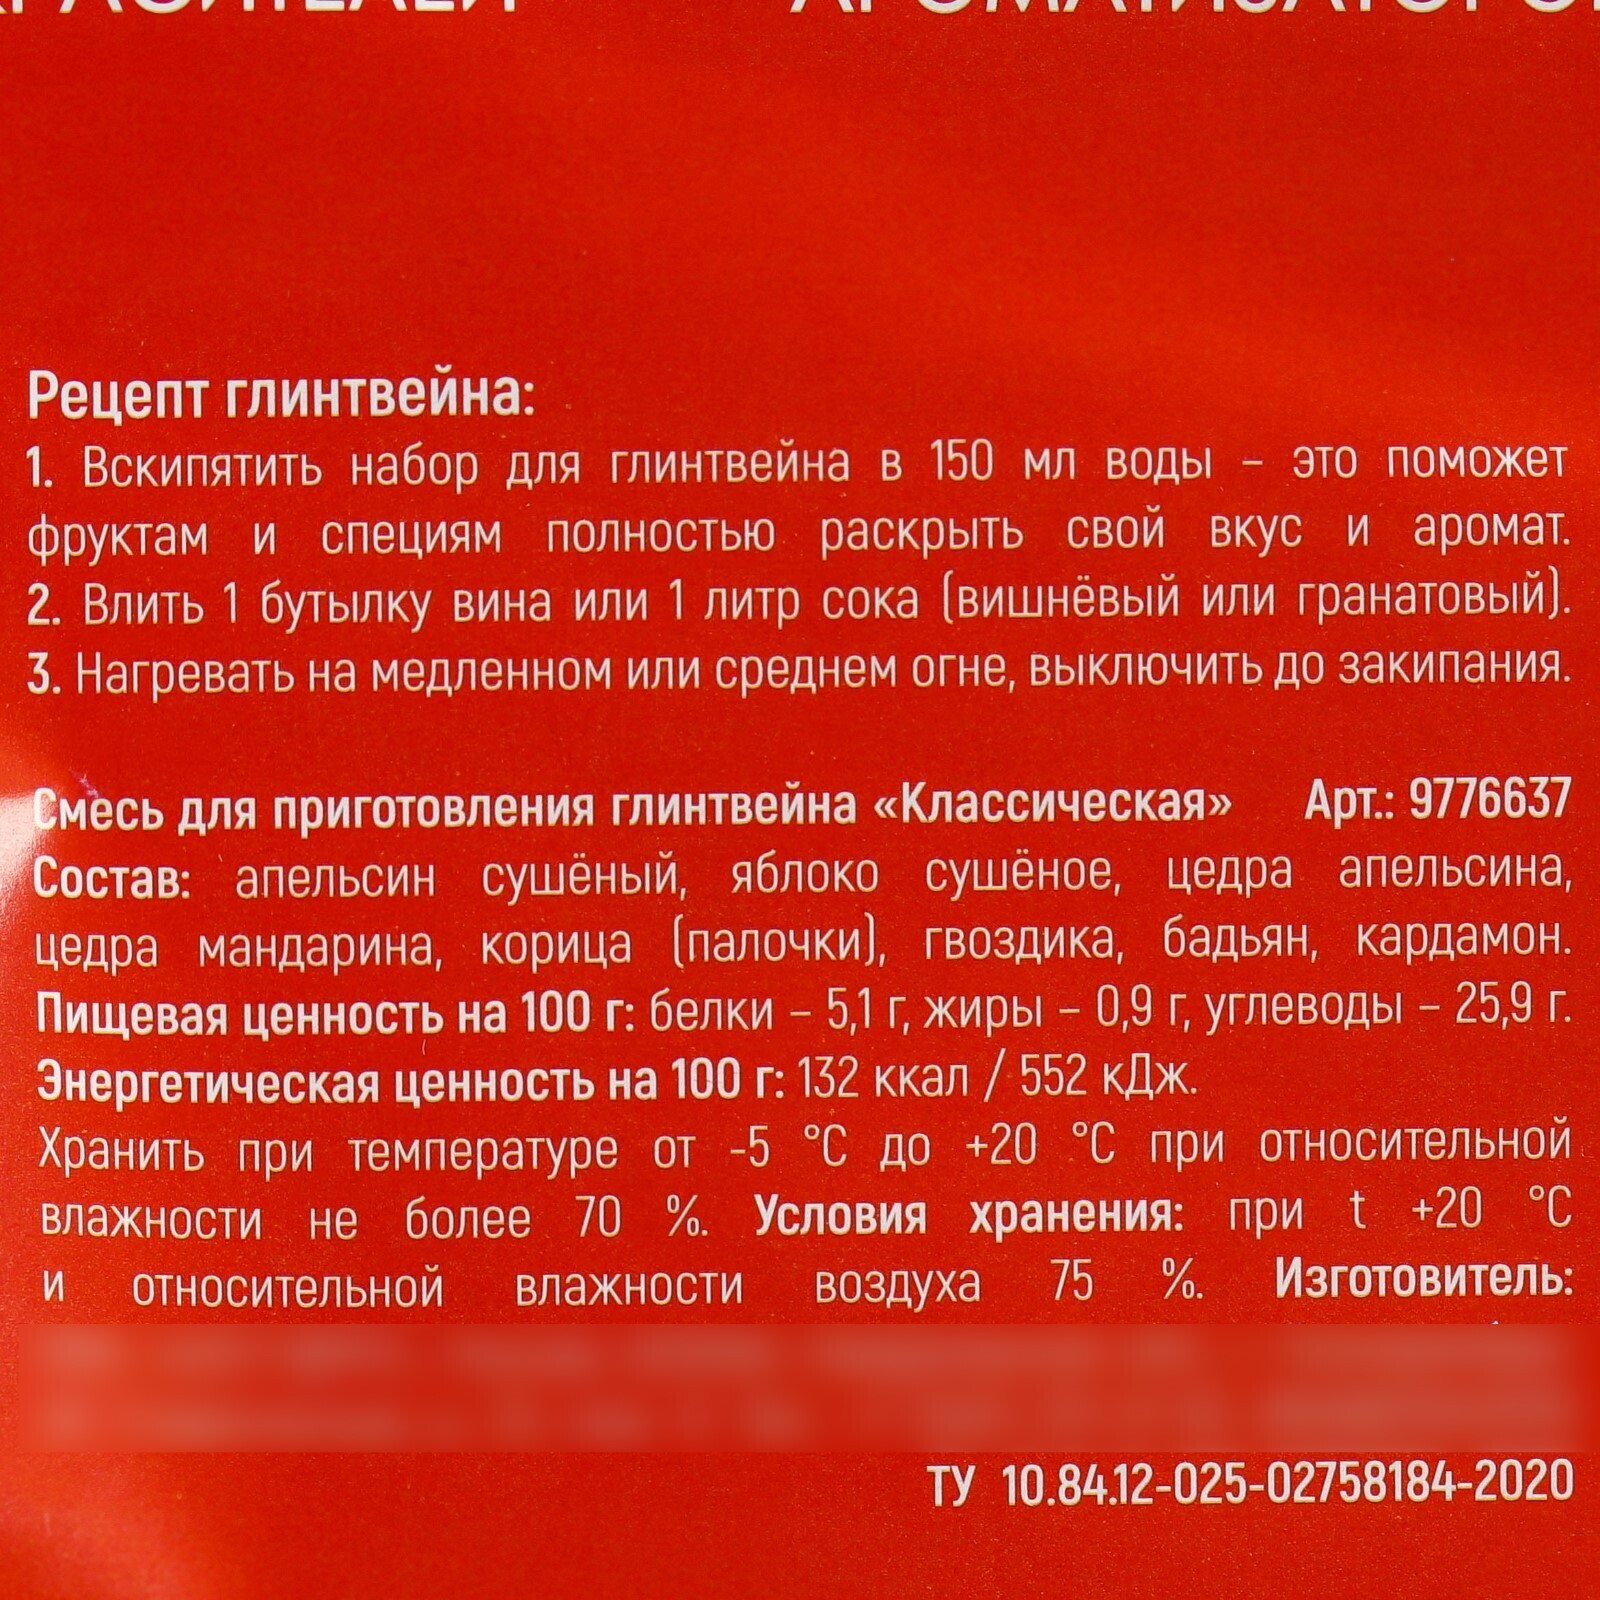 Рецепт глинтвейна:
1. Вскипятить набор для глинтвейна в 150 мл воды – это поможет
фруктам и специям полностью раскрыть свой вкус и аромат.
2. Влить 1 бутылку вина или 1 литр сока (вишнёвый или гранатовый).
3. Нагревать на медленном или среднем огне, выключить до закипания.
Смесь для приготовления глинтвейна «Классическая» Арт.: 9776637
Состав: апельсин сушёный, яблоко сушёное, цедра апельсина,
цедра мандарина, корица (палочки), гвоздика, бадьян, кардамон.
Пищевая ценность на 100 г: белки – 5,1 г, жиры – 0,9 г, углеводы – 25,9 г.
Энергетическая ценность на 100 г: 132 ккал / 552 кДж.
Хранить при температуре от -5 °С до +20 °С при относительной
влажности не более 70 %. Условия хранения: при t +20 °С
и относительной влажности воздуха 75 %. Изготовитель:
ТУ 10.84.12-025-02758184-2020